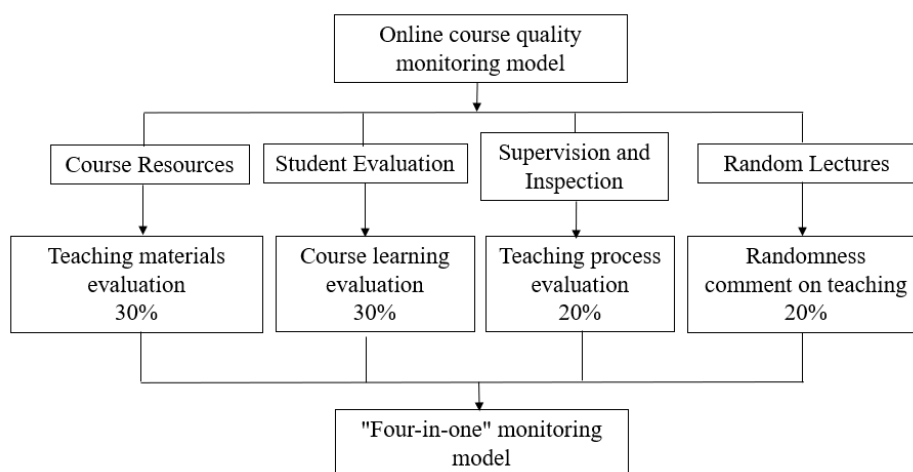 Online course quality
monitoring model
Course Resources
Student Evaluation
Supervision and
Inspection
Random Lectures
Teaching materials
evaluation
30%
Course learning
evaluation
30%
Teaching process
evaluation
20%
Randomness
comment on teaching
20%
"Four-in-one" monitoring
model